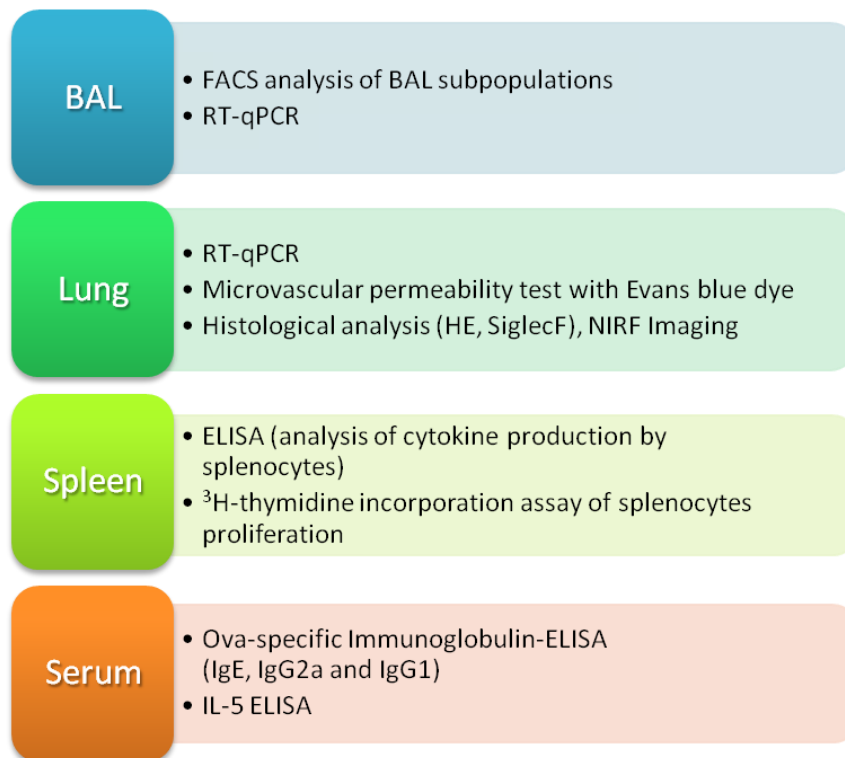 BAL
• FACS analysis of BAL subpopulations
• RT-qPCR
Lung
• RT-qPCR
• Microvascular permeability test with Evans blue dye
• Histological analysis (HE, SiglecF), NIRF Imaging
Spleen
• ELISA (analysis of cytokine production by
splenocytes)
• ³H-thymidine incorporation assay of splenocytes
proliferation
Serum
• Ova-specific Immunoglobulin-ELISA
(IgE, IgG2a and IgG1)
• IL-5 ELISA